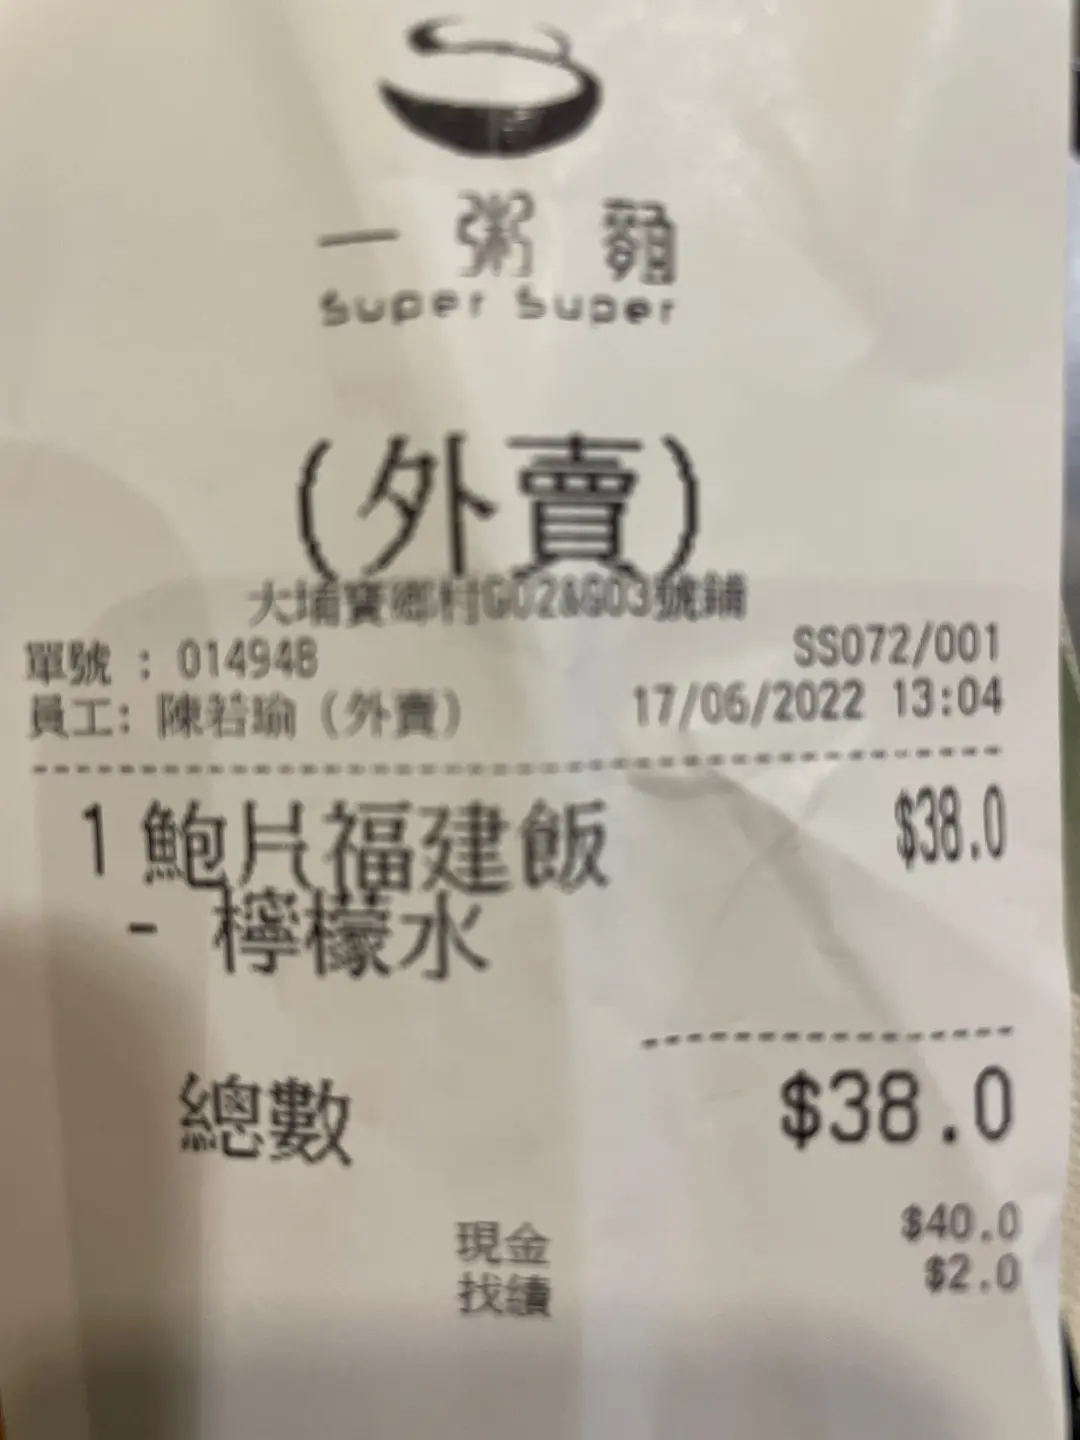 一粥麵
Super Super
(外賣)
大埔寶鄉村G02&G03號鋪
單號 : 014948 SS072/001
員工: 陳若瑜 (外賣) 17/06/2022 13:04
1 鮑片福建飯 $38.0
- 檸檬水
總數 $38.0
現金 $40.0
找續 $2.0